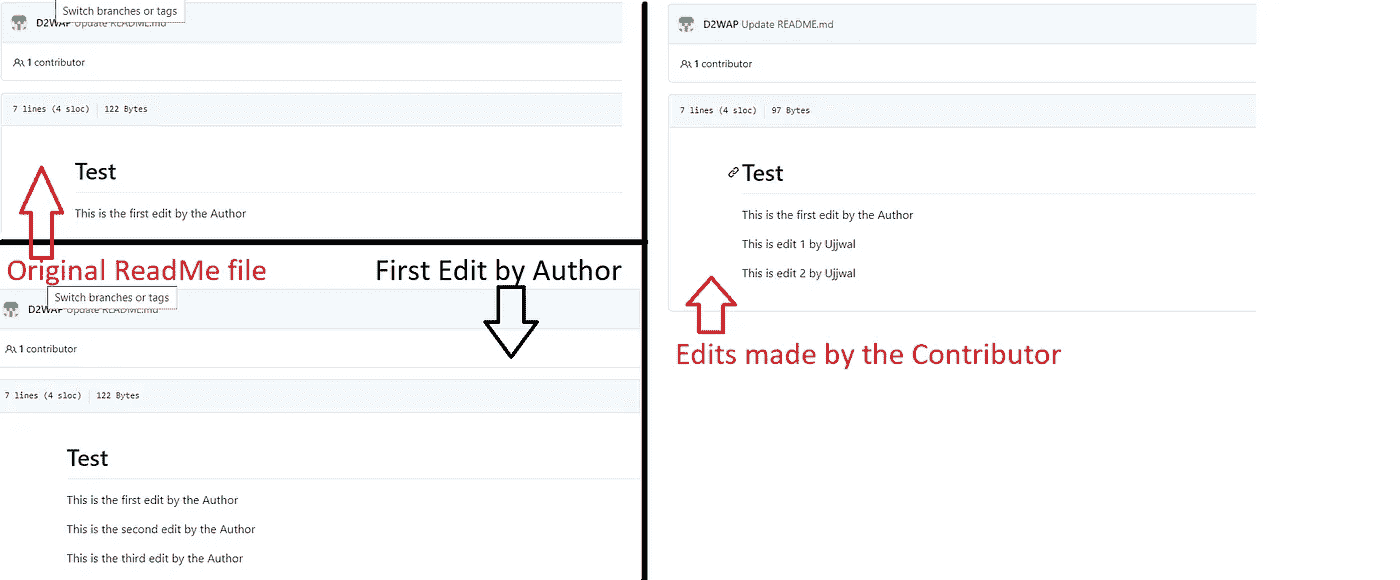 Switch branches or tags
D2WAP Update README.md
1 contributor
7 lines (4 sloc) 122 Bytes
Test
This is the first edit by the Author
Original ReadMe file
First Edit by Author
Switch branches or tags
D2WAP Update README.md
1 contributor
7 lines (4 sloc) 122 Bytes
Test
This is the first edit by the Author
This is the second edit by the Author
This is the third edit by the Author
D2WAP Update README.md
1 contributor
7 lines (4 sloc) 97 Bytes
Test
This is the first edit by the Author
This is edit 1 by Ujjwal
This is edit 2 by Ujjwal
Edits made by the Contributor